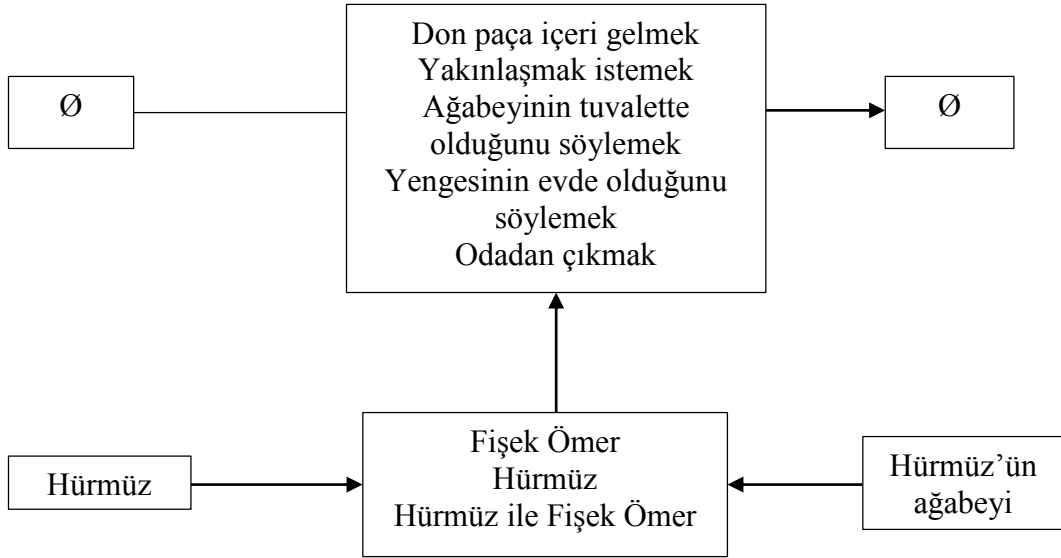 Ø
Don paça içeri gelmek
Yakınlaşmak istemek
Ağabeyinin tuvalette
olduğunu söylemek
Yengesinin evde olduğunu
söylemek
Odadan çıkmak
Ø
Hürmüz
Fişek Ömer
Hürmüz
Hürmüz ile Fişek Ömer
Hürmüz’ün
ağabeyi